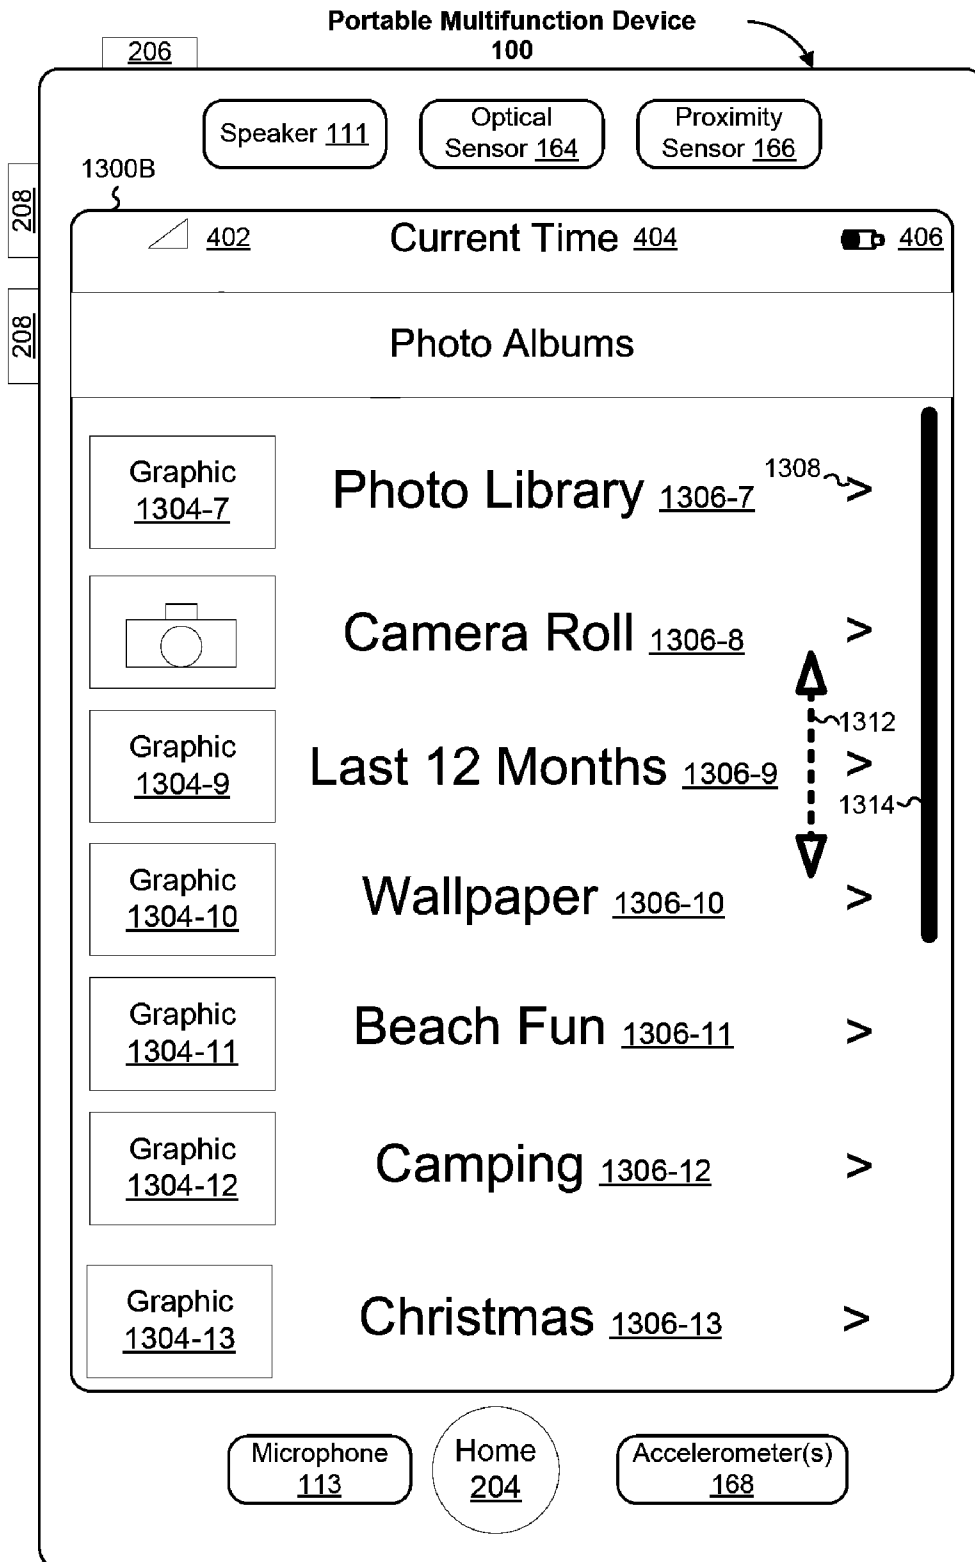 Portable Multifunction Device
100
206
Speaker 111
Optical
Sensor 164
Proximity
Sensor 166
1300B
208
208
402
Current Time 404
406
Photo Albums
Graphic
1304-7
Photo Library 1306-7
1308
>
Camera Roll 1306-8
>
1312
Graphic
1304-9
Last 12 Months 1306-9
>
1314
Graphic
1304-10
Wallpaper 1306-10
>
Graphic
1304-11
Beach Fun 1306-11
>
Graphic
1304-12
Camping 1306-12
>
Graphic
1304-13
Christmas 1306-13
>
Microphone
113
Home
204
Accelerometer(s)
168